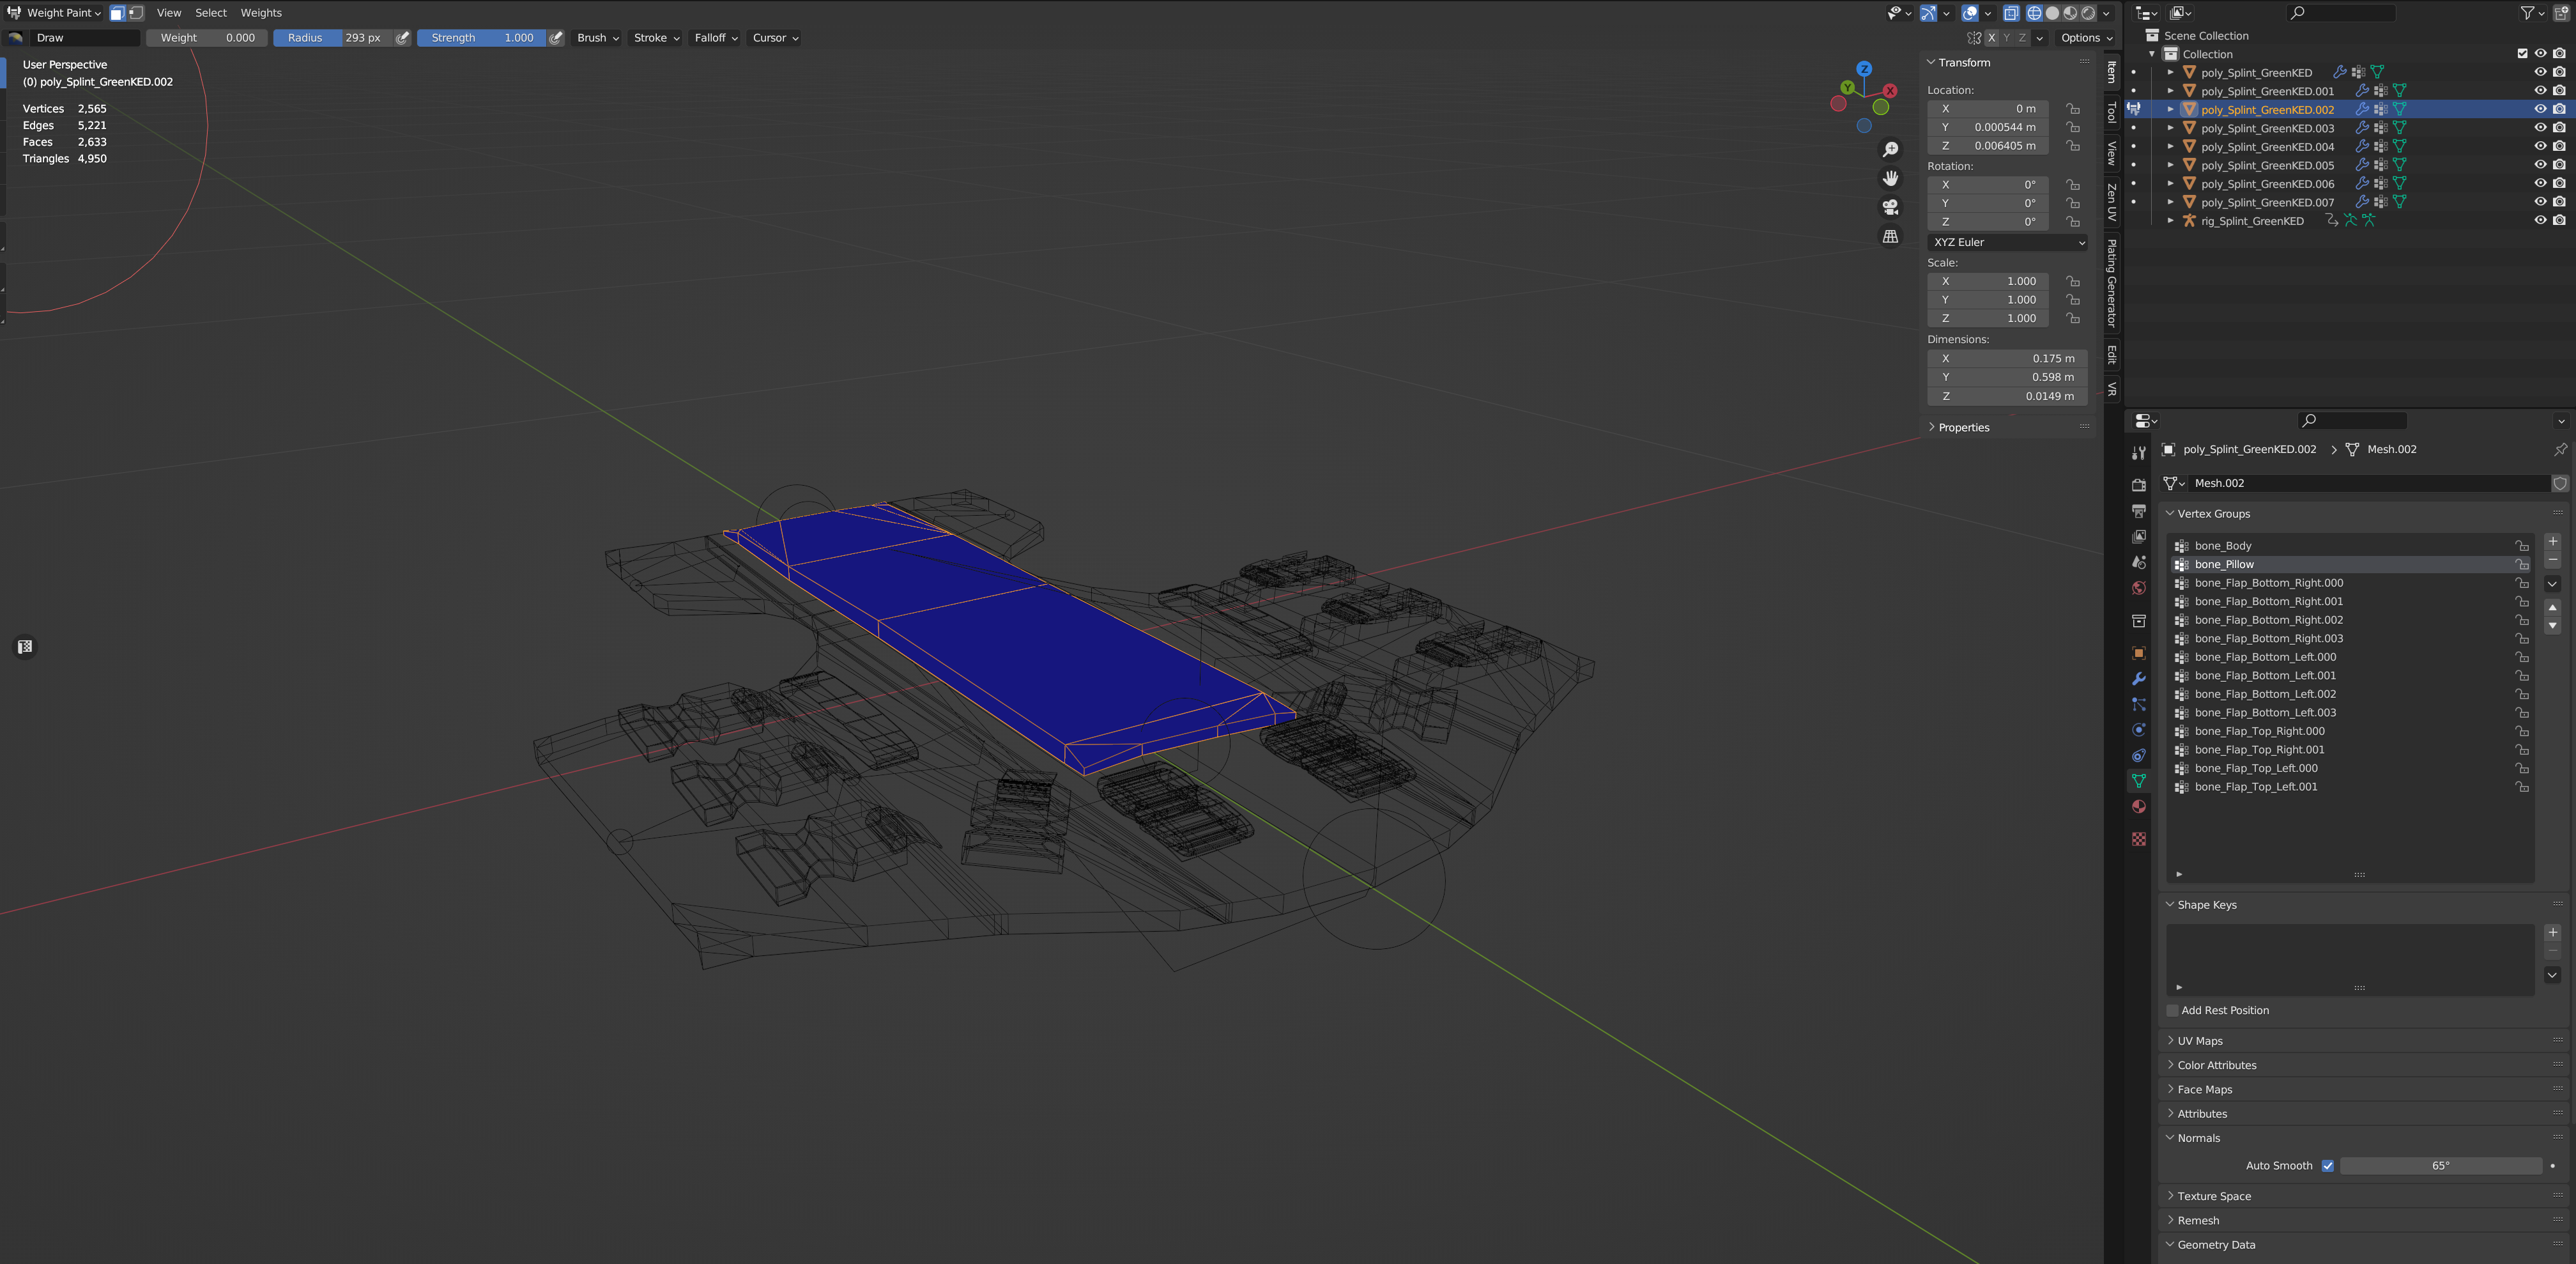 Weight Paint View Select Weights
Draw Weight 0.000 Radius 293 px Strength 1.000 Brush Stroke Falloff Cursor X Y Z Options
User Perspective
(0) poly_Splint_GreenKED.002
Vertices 2,565
Edges 5,221
Faces 2,633
Triangles 4,950
Z
Y
X
Transform
Location:
X 0 m
Y 0.000544 m
Z 0.006405 m
Rotation:
X 0°
Y 0°
Z 0°
XYZ Euler
Scale:
X 1.000
Y 1.000
Z 1.000
Dimensions:
X 0.175 m
Y 0.598 m
Z 0.0149 m
Properties
Item
Tool
View
Zen UV
Plating Generator
Edit
VR
Scene Collection
Collection
poly_Splint_GreenKED
poly_Splint_GreenKED.001
poly_Splint_GreenKED.002
poly_Splint_GreenKED.003
poly_Splint_GreenKED.004
poly_Splint_GreenKED.005
poly_Splint_GreenKED.006
poly_Splint_GreenKED.007
rig_Splint_GreenKED
poly_Splint_GreenKED.002 > Mesh.002
Mesh.002
Vertex Groups
bone_Body
bone_Pillow
bone_Flap_Bottom_Right.000
bone_Flap_Bottom_Right.001
bone_Flap_Bottom_Right.002
bone_Flap_Bottom_Right.003
bone_Flap_Bottom_Left.000
bone_Flap_Bottom_Left.001
bone_Flap_Bottom_Left.002
bone_Flap_Bottom_Left.003
bone_Flap_Top_Right.000
bone_Flap_Top_Right.001
bone_Flap_Top_Left.000
bone_Flap_Top_Left.001
Shape Keys
Add Rest Position
UV Maps
Color Attributes
Face Maps
Attributes
Normals
Auto Smooth 65°
Texture Space
Remesh
Geometry Data